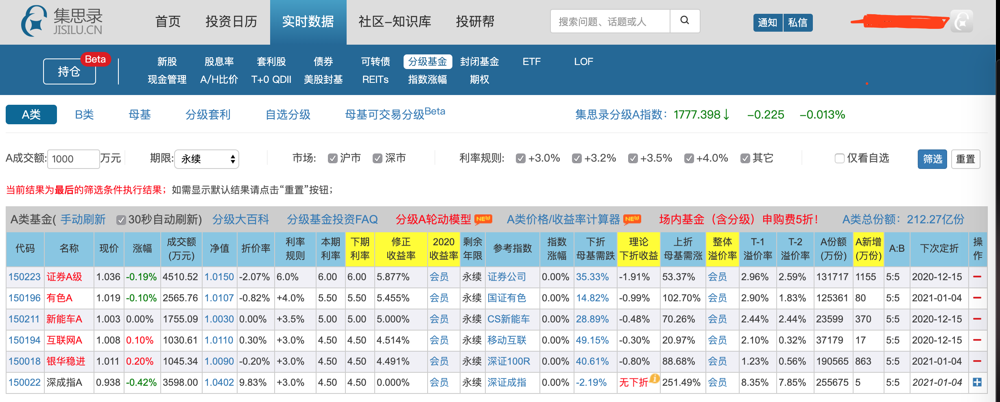 集思录
JISILU.CN
首页 投资日历 实时数据 社区-知识库 投研帮 搜索问题、话题或人 通知 私信
持仓 Beta
新股 股息率 套利股 债券 可转债 分级基金 封闭基金 ETF LOF
现金管理 A/H比价 T+0 QDII 美股封基 REITs 指数涨幅 期权
A类 B类 母基 分级套利 自选分级 母基可交易分级Beta 集思录分级A指数: 1777.398↓ -0.225 -0.013%
A成交额: 1000 万元 期限: 永续 市场: 沪市 深市 利率规则: +3.0% +3.2% +3.5% +4.0% 其它 仅看自选 筛选 重置
当前结果为最后的筛选条件执行结果；如需显示默认结果请点击“重置”按钮；
A类基金( 手动刷新 30秒自动刷新) 分级大百科 分级基金投资FAQ 分级A轮动模型 NEW A类价格/收益率计算器 NEW 场内基金（含分级）申购费5折！ A类总份额：212.27亿份
代码 名称 现价 涨幅 成交额(万元) 净值 折价率 利率规则 本期利率 下期利率 修正收益率 2020收益率 剩余年限 参考指数 指数涨幅 下折母基需跌 理论下折收益 上折母基需涨 整体溢价率 T-1溢价率 T-2溢价率 A份额(万份) A新增(万份) A:B 下次定折 操作
150223 证券A级 1.036 -0.19% 4510.52 1.0150 -2.07% 6.0% 6.00 6.00 5.877% 会员 永续 证券公司 0.00% 35.33% -1.91% 53.37% 会员 2.96% 2.59% 131717 1155 5:5 2020-12-15
150196 有色A 1.019 -0.10% 2565.76 1.0107 -0.82% +4.0% 5.50 5.50 5.455% 会员 永续 国证有色 0.00% 14.82% -0.99% 102.70% 会员 2.90% 1.83% 125361 80 5:5 2021-01-04
150211 新能车A 1.003 0.00% 1755.09 1.0030 0.00% +3.5% 5.00 5.00 5.000% 会员 永续 CS新能车 0.00% 28.89% -0.48% 70.26% 会员 2.44% 2.44% 23599 370 5:5 2020-12-15
150194 互联网A 1.008 0.10% 1030.61 1.0110 0.30% +3.0% 4.50 4.50 4.514% 会员 永续 移动互联 0.00% 49.15% -0.30% 20.97% 会员 2.10% 0.32% 37179 17 5:5 2020-12-15
150018 银华稳进 1.011 0.20% 1045.34 1.0090 -0.20% +3.0% 4.50 4.50 4.491% 会员 永续 深证100R 0.00% 40.61% -0.80% 88.68% 会员 1.23% 0.56% 190565 863 5:5 2021-01-04
150022 深成指A 0.938 -0.42% 3598.00 1.0402 9.83% +3.0% 4.50 4.50 0.000% 会员 永续 深证成指 0.00% -2.19% 无下折 251.49% 会员 8.35% 7.85% 255675 5 5:5 2021-01-04